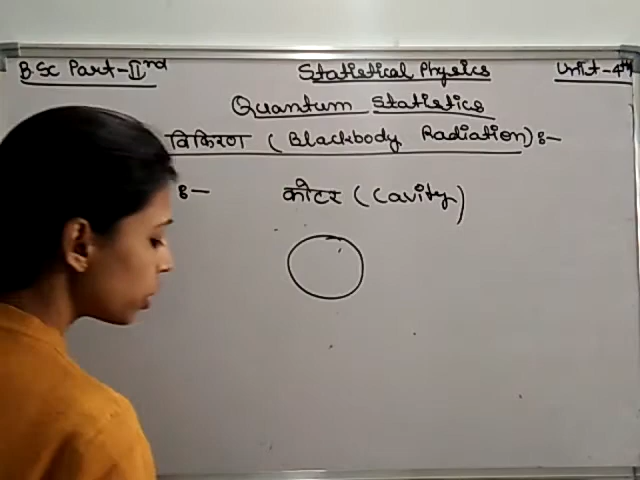 B.Sc Part-IInd Statistical Physics Unit-4th
Quantum Statistics
विकिरण (Blackbody Radiation):-
:- कोटर (Cavity)